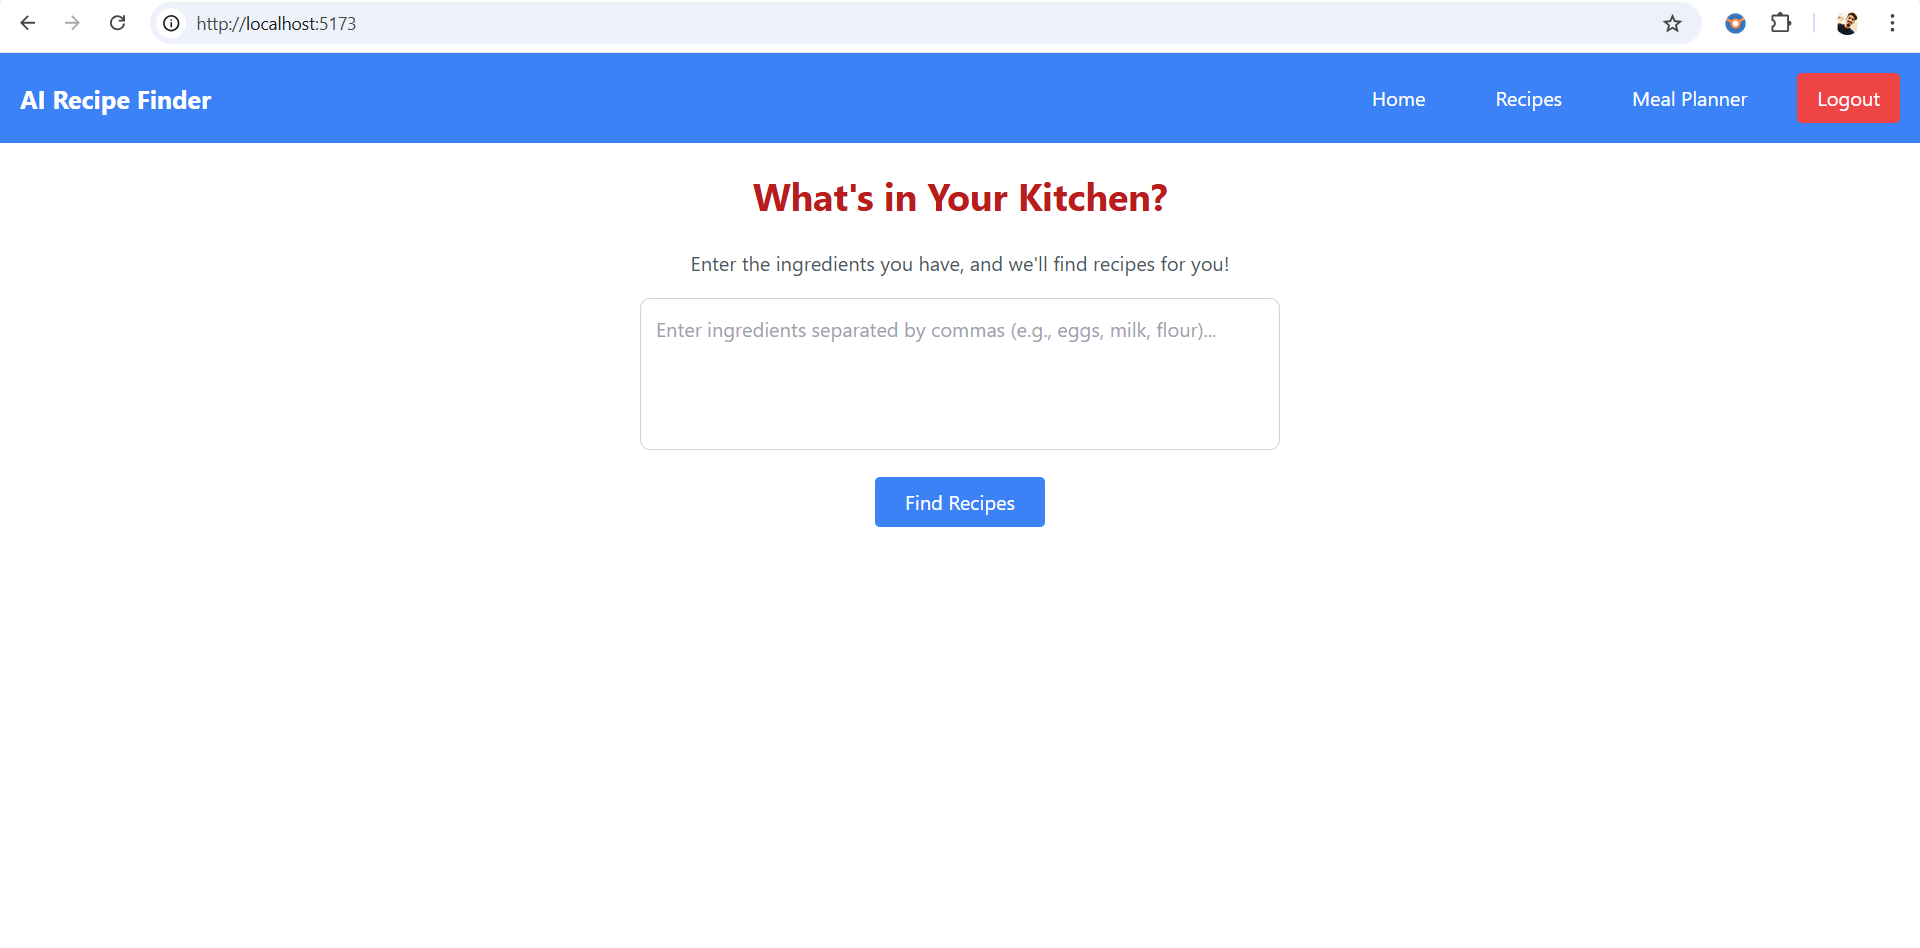 http://localhost:5173
AI Recipe Finder Home Recipes Meal Planner Logout
What's in Your Kitchen?
Enter the ingredients you have, and we'll find recipes for you!
Enter ingredients separated by commas (e.g., eggs, milk, flour)...
Find Recipes